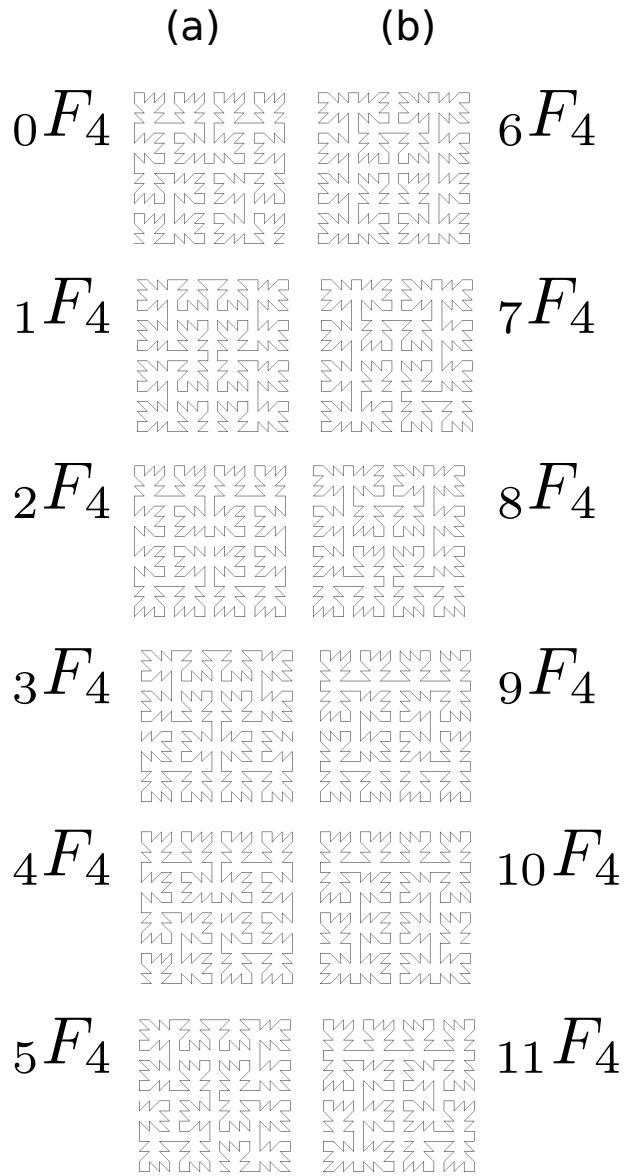 (a) (b)
₀F₄ ₆F₄
₁F₄ ₇F₄
₂F₄ ₈F₄
₃F₄ ₉F₄
₄F₄ ₁₀F₄
₅F₄ ₁₁F₄